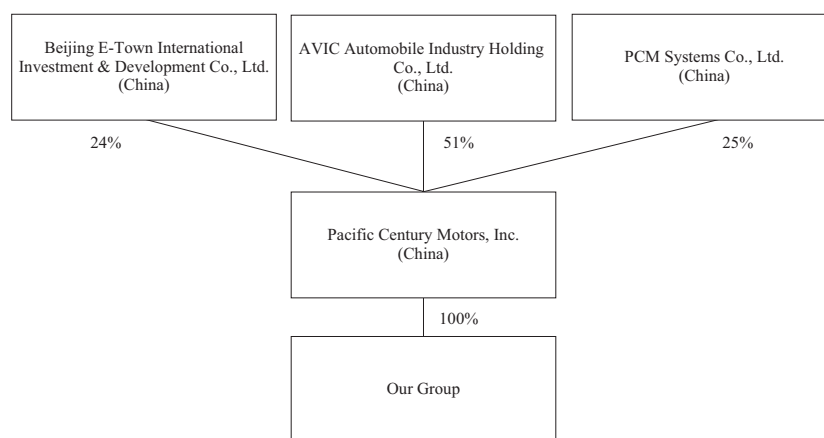 Beijing E-Town International
Investment & Development Co., Ltd.
(China)
AVIC Automobile Industry Holding
Co., Ltd.
(China)
PCM Systems Co., Ltd.
(China)
24%
51%
25%
Pacific Century Motors, Inc.
(China)
100%
Our Group